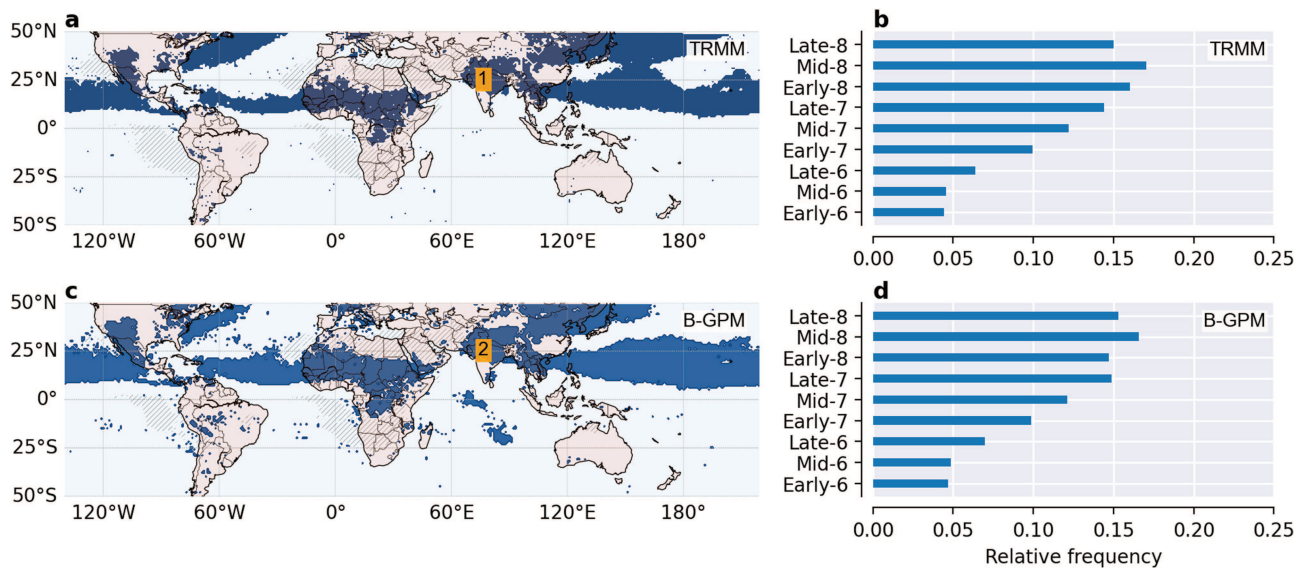 a
50°N
25°N
0°
25°S
50°S
120°W
60°W
0°
60°E
120°E
180°
TRMM
1
b
Late-8
Mid-8
Early-8
Late-7
Mid-7
Early-7
Late-6
Mid-6
Early-6
TRMM
0.00
0.05
0.10
0.15
0.20
0.25
c
50°N
25°N
0°
25°S
50°S
120°W
60°W
0°
60°E
120°E
180°
B-GPM
2
d
Late-8
Mid-8
Early-8
Late-7
Mid-7
Early-7
Late-6
Mid-6
Early-6
B-GPM
0.00
0.05
0.10
0.15
0.20
0.25
Relative frequency